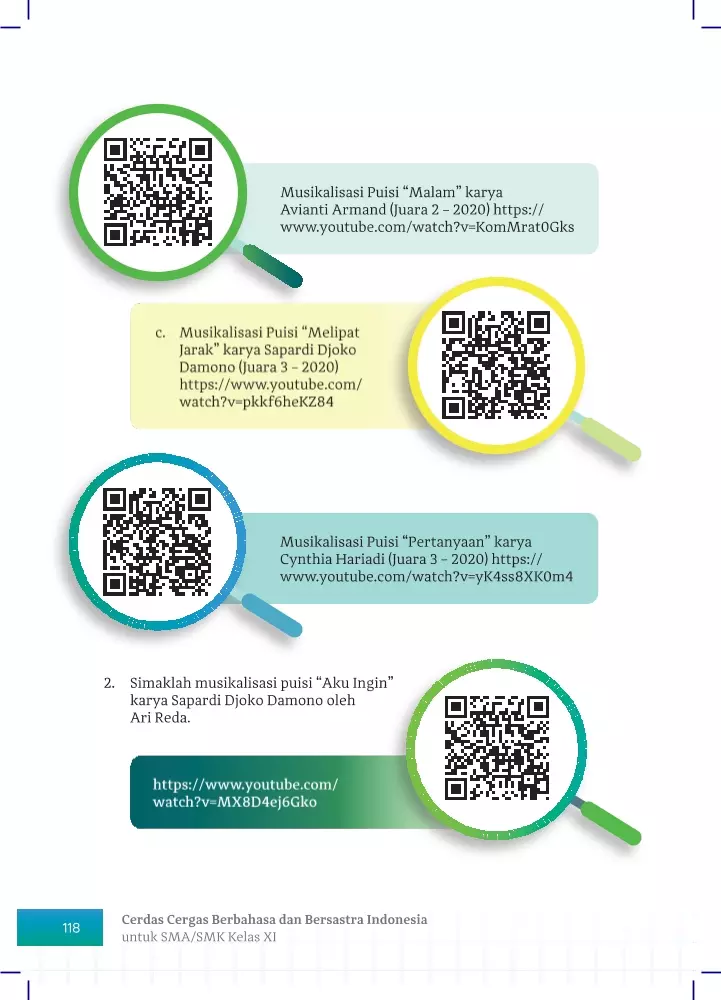 Musikalisasi Puisi “Malam” karya
Avianti Armand (Juara 2 – 2020) https://
www.youtube.com/watch?v=KomMrat0Gks
c. Musikalisasi Puisi “Melipat
Jarak” karya Sapardi Djoko
Damono (Juara 3 – 2020)
https://www.youtube.com/
watch?v=pkkf6heKZ84
Musikalisasi Puisi “Pertanyaan” karya
Cynthia Hariadi (Juara 3 – 2020) https://
www.youtube.com/watch?v=yK4ss8XK0m4
2. Simaklah musikalisasi puisi “Aku Ingin”
karya Sapardi Djoko Damono oleh
Ari Reda.
https://www.youtube.com/
watch?v=MX8D4ej6Gko
118
Cerdas Cergas Berbahasa dan Bersastra Indonesia
untuk SMA/SMK Kelas XI